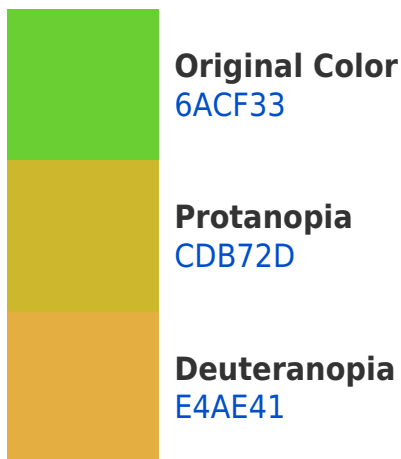 Original Color
6ACF33
Protanopia
CDB72D
Deuteranopia
E4AE41